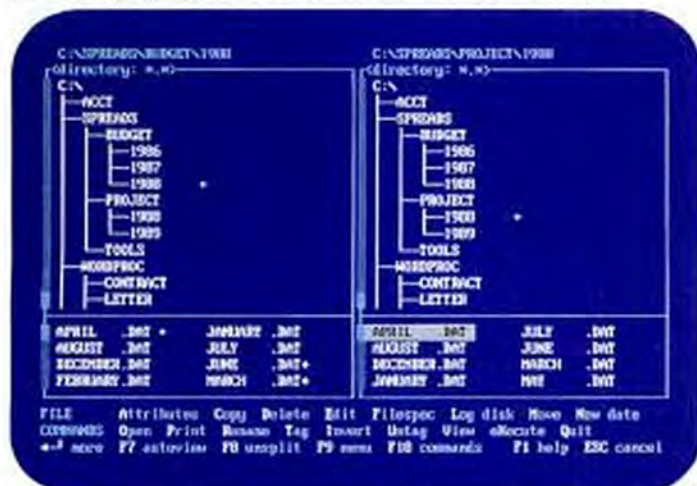 C:\SPREADS\BUDGET\1988
<directory: *.*>
C:\
ACCT
SPREADS
BUDGET
1986
1987
1988 +
PROJECT
1988
1989
TOOLS
WORDPROC
CONTRACT
LETTER
APRIL .DAT + JANUARY .DAT
AUGUST .DAT JULY .DAT
DECEMBER.DAT JUNE .DAT+
FEBRUARY.DAT MARCH .DAT+
C:\SPREADS\PROJECT\1988
<directory: *.*>
C:\
ACCT
SPREADS
BUDGET
1986
1987
1988
PROJECT
1988 +
1989
TOOLS
WORDPROC
CONTRACT
LETTER
APRIL .DAT JULY .DAT
AUGUST .DAT JUNE .DAT
DECEMBER.DAT MARCH .DAT
JANUARY .DAT MAY .DAT
FILE Attributes Copy Delete Edit Filespec Log disk Move New date
COMMANDS Open Print Rename Tag Invert Untag View eXecute Quit
◄─┘ more F7 autoview F8 unsplit F9 menu F10 commands F1 help ESC cancel